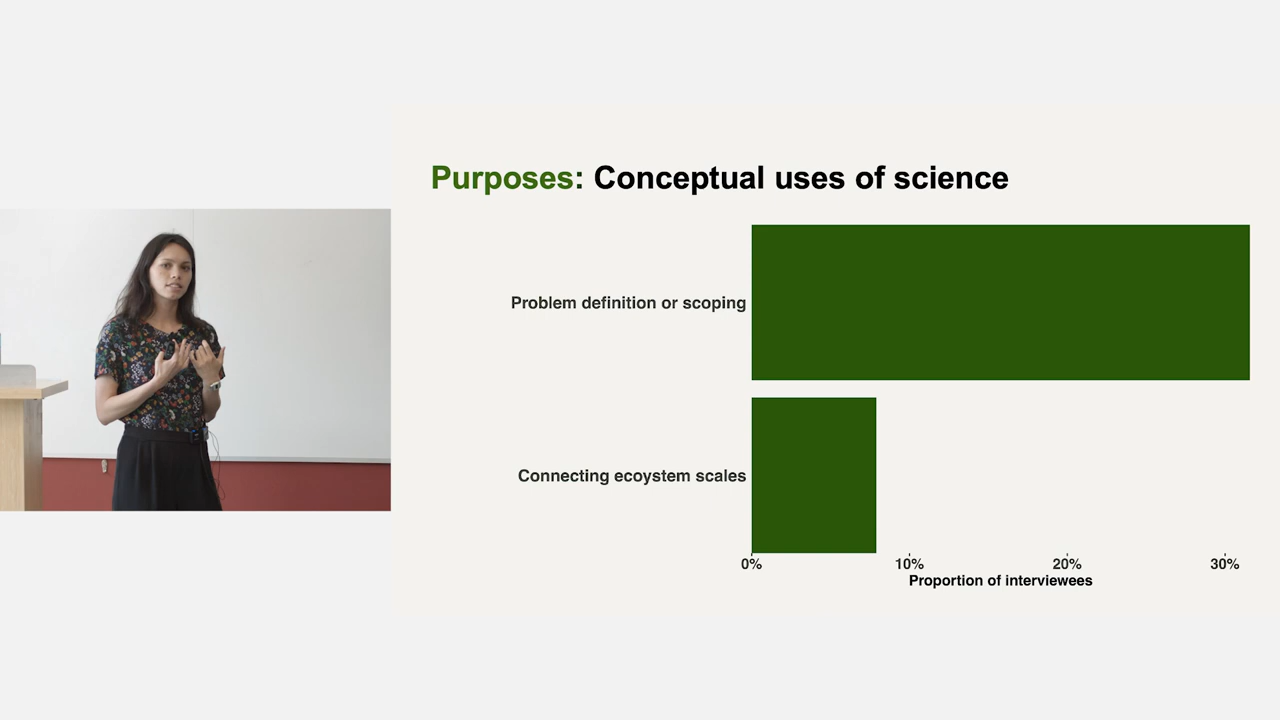 Purposes: Conceptual uses of science
Problem definition or scoping
Connecting ecoystem scales
0% 10% 20% 30%
Proportion of interviewees